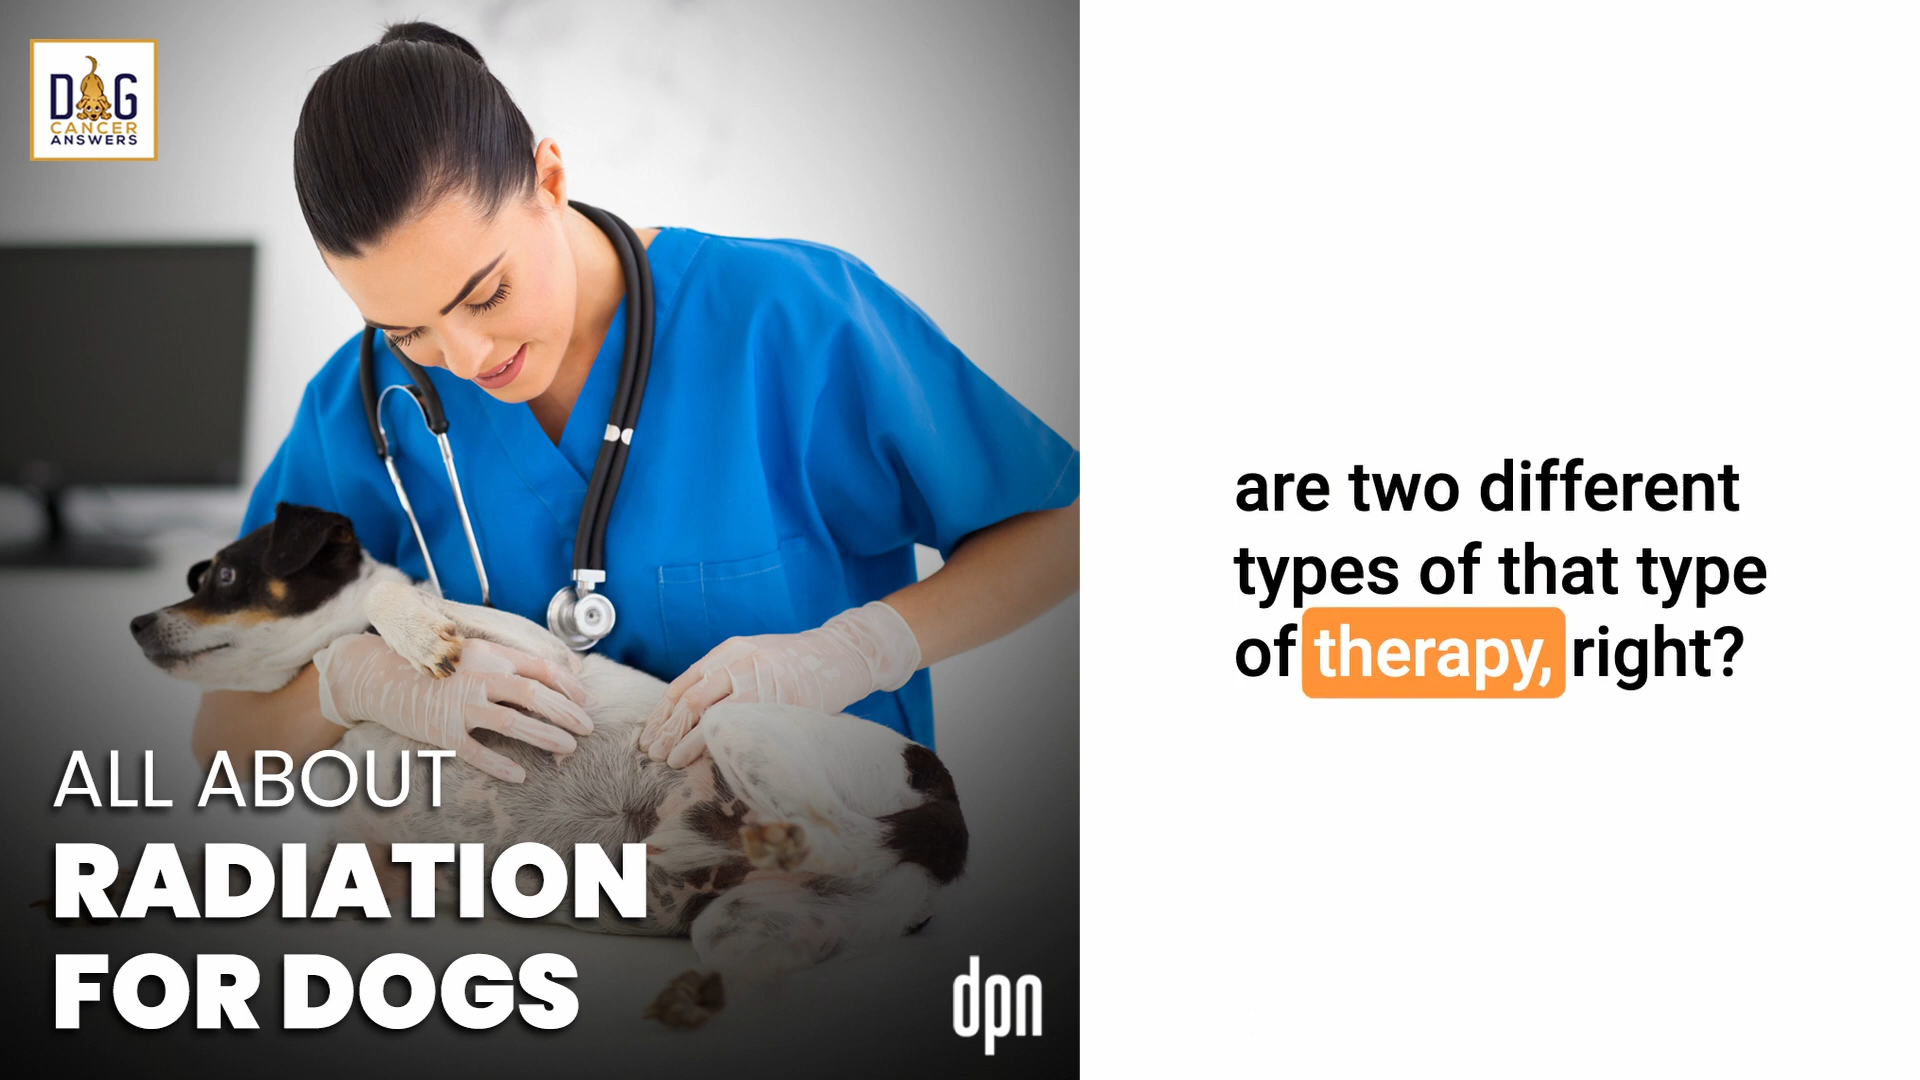 DOG
CANCER
ANSWERS
ALL ABOUT
RADIATION
FOR DOGS
dpn
are two different
types of that type
of therapy, right?